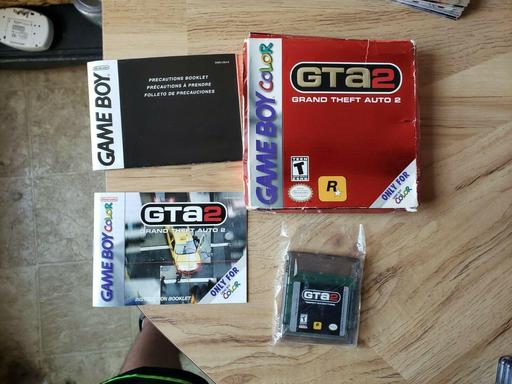 GAME BOY
PRECAUTIONS BOOKLET
PRÉCAUTIONS À PRENDRE
FOLLETO DE PRECAUCIONES
GAME BOY COLOR
GTA2
GRAND THEFT AUTO 2
TEEN
T
R
ONLY FOR
COLOR
GAME BOY COLOR
GTA2
GRAND THEFT AUTO 2
INSTRUCTION BOOKLET
ONLY FOR
COLOR
GTA2
T
R